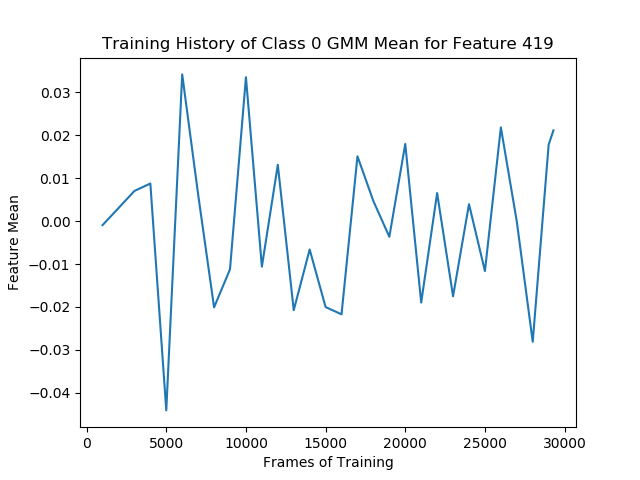 Training History of Class 0 GMM Mean for Feature 419
Feature Mean
0.03
0.02
0.01
0.00
−0.01
−0.02
−0.03
−0.04
0 5000 10000 15000 20000 25000 30000
Frames of Training